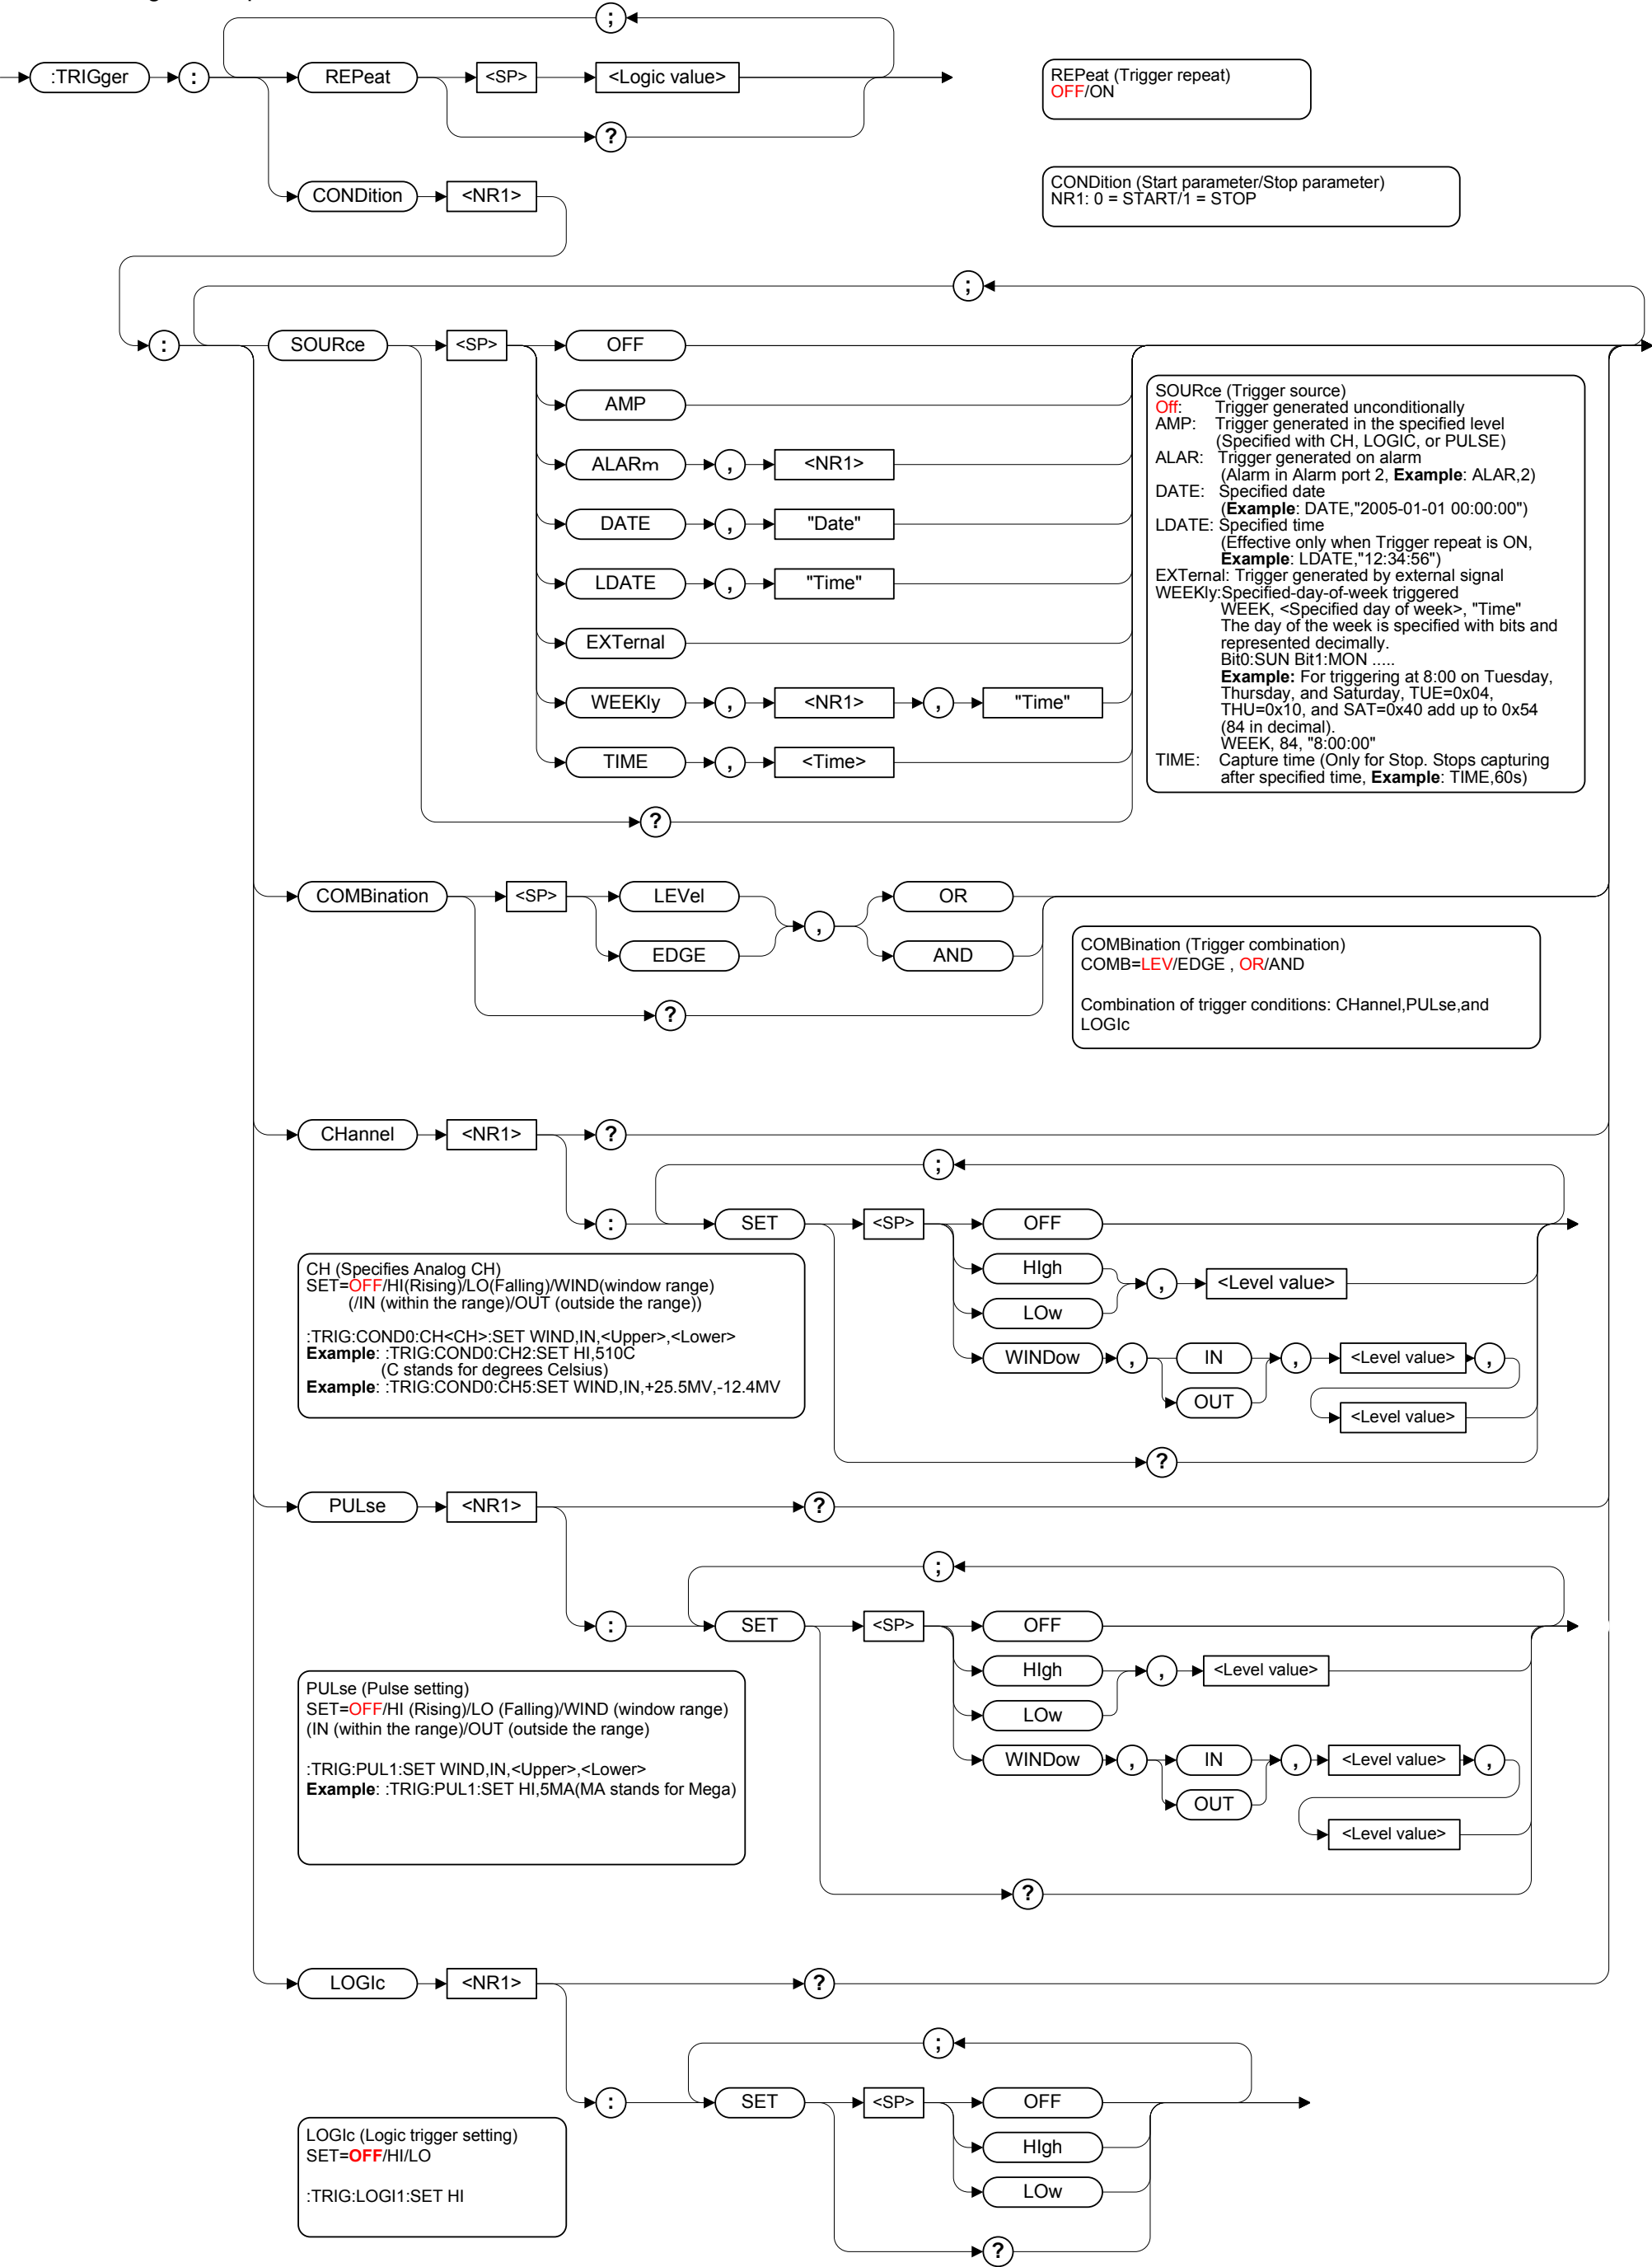 ;
:TRIGger : REPeat <SP> <Logic value>
?
REPeat (Trigger repeat)
OFF/ON
CONDition <NR1>
CONDition (Start parameter/Stop parameter)
NR1: 0 = START/1 = STOP
;
: SOURce <SP> OFF
AMP
ALARm , <NR1>
DATE , "Date"
LDATE , "Time"
EXTernal
WEEKly , <NR1> , "Time"
TIME , <Time>
?
SOURce (Trigger source)
Off: Trigger generated unconditionally
AMP: Trigger generated in the specified level
(Specified with CH, LOGIC, or PULSE)
ALAR: Trigger generated on alarm
(Alarm in Alarm port 2, Example: ALAR,2)
DATE: Specified date
(Example: DATE,"2005-01-01 00:00:00")
LDATE: Specified time
(Effective only when Trigger repeat is ON,
Example: LDATE,"12:34:56")
EXTernal: Trigger generated by external signal
WEEKly:Specified-day-of-week triggered
WEEK, <Specified day of week>, "Time"
The day of the week is specified with bits and
represented decimally.
Bit0:SUN Bit1:MON .....
Example: For triggering at 8:00 on Tuesday,
Thursday, and Saturday, TUE=0x04,
THU=0x10, and SAT=0x40 add up to 0x54
(84 in decimal).
WEEK, 84, "8:00:00"
TIME: Capture time (Only for Stop. Stops capturing
after specified time, Example: TIME,60s)
COMBination <SP> LEVel , OR
EDGE AND
?
COMBination (Trigger combination)
COMB=LEV/EDGE , OR/AND
Combination of trigger conditions: CHannel,PULse,and
LOGIc
CHannel <NR1> ?
;
: SET <SP> OFF
HIgh , <Level value>
LOw
WINDow , IN , <Level value> ,
OUT <Level value>
?
CH (Specifies Analog CH)
SET=OFF/HI(Rising)/LO(Falling)/WIND(window range)
(/IN (within the range)/OUT (outside the range))
:TRIG:COND0:CH<CH>:SET WIND,IN,<Upper>,<Lower>
Example: :TRIG:COND0:CH2:SET HI,510C
(C stands for degrees Celsius)
Example: :TRIG:COND0:CH5:SET WIND,IN,+25.5MV,-12.4MV
PULse <NR1> ?
;
: SET <SP> OFF
HIgh , <Level value>
LOw
WINDow , IN , <Level value> ,
OUT <Level value>
?
PULse (Pulse setting)
SET=OFF/HI (Rising)/LO (Falling)/WIND (window range)
(IN (within the range)/OUT (outside the range)
:TRIG:PUL1:SET WIND,IN,<Upper>,<Lower>
Example: :TRIG:PUL1:SET HI,5MA(MA stands for Mega)
LOGIc <NR1> ?
;
: SET <SP> OFF
HIgh
LOw
?
LOGIc (Logic trigger setting)
SET=OFF/HI/LO
:TRIG:LOGI1:SET HI